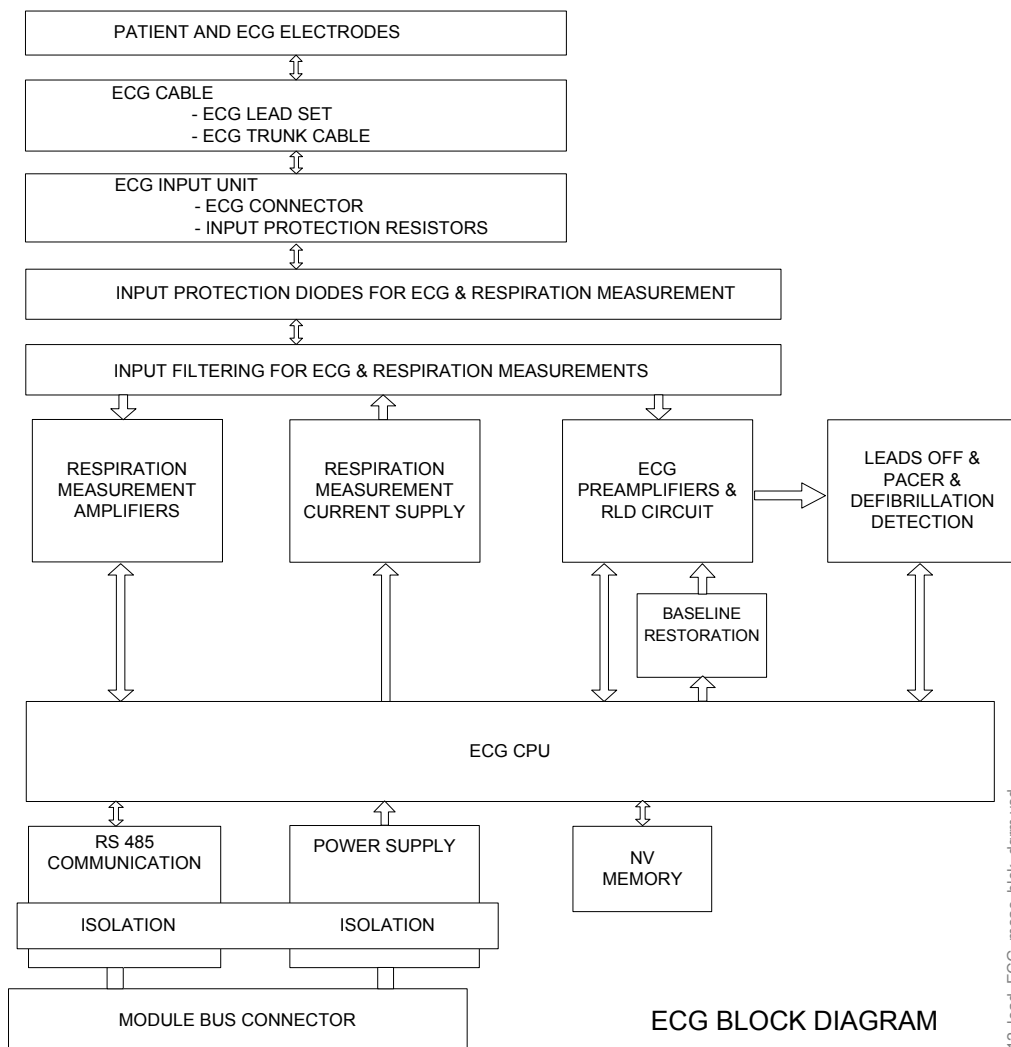 PATIENT AND ECG ELECTRODES
ECG CABLE
- ECG LEAD SET
- ECG TRUNK CABLE
ECG INPUT UNIT
- ECG CONNECTOR
- INPUT PROTECTION RESISTORS
INPUT PROTECTION DIODES FOR ECG & RESPIRATION MEASUREMENT
INPUT FILTERING FOR ECG & RESPIRATION MEASUREMENTS
RESPIRATION
MEASUREMENT
AMPLIFIERS
RESPIRATION
MEASUREMENT
CURRENT SUPPLY
ECG
PREAMPLIFIERS &
RLD CIRCUIT
LEADS OFF &
PACER &
DEFIBRILLATION
DETECTION
BASELINE
RESTORATION
ECG CPU
RS 485
COMMUNICATION
POWER SUPPLY
NV
MEMORY
ISOLATION
ISOLATION
MODULE BUS CONNECTOR
ECG BLOCK DIAGRAM